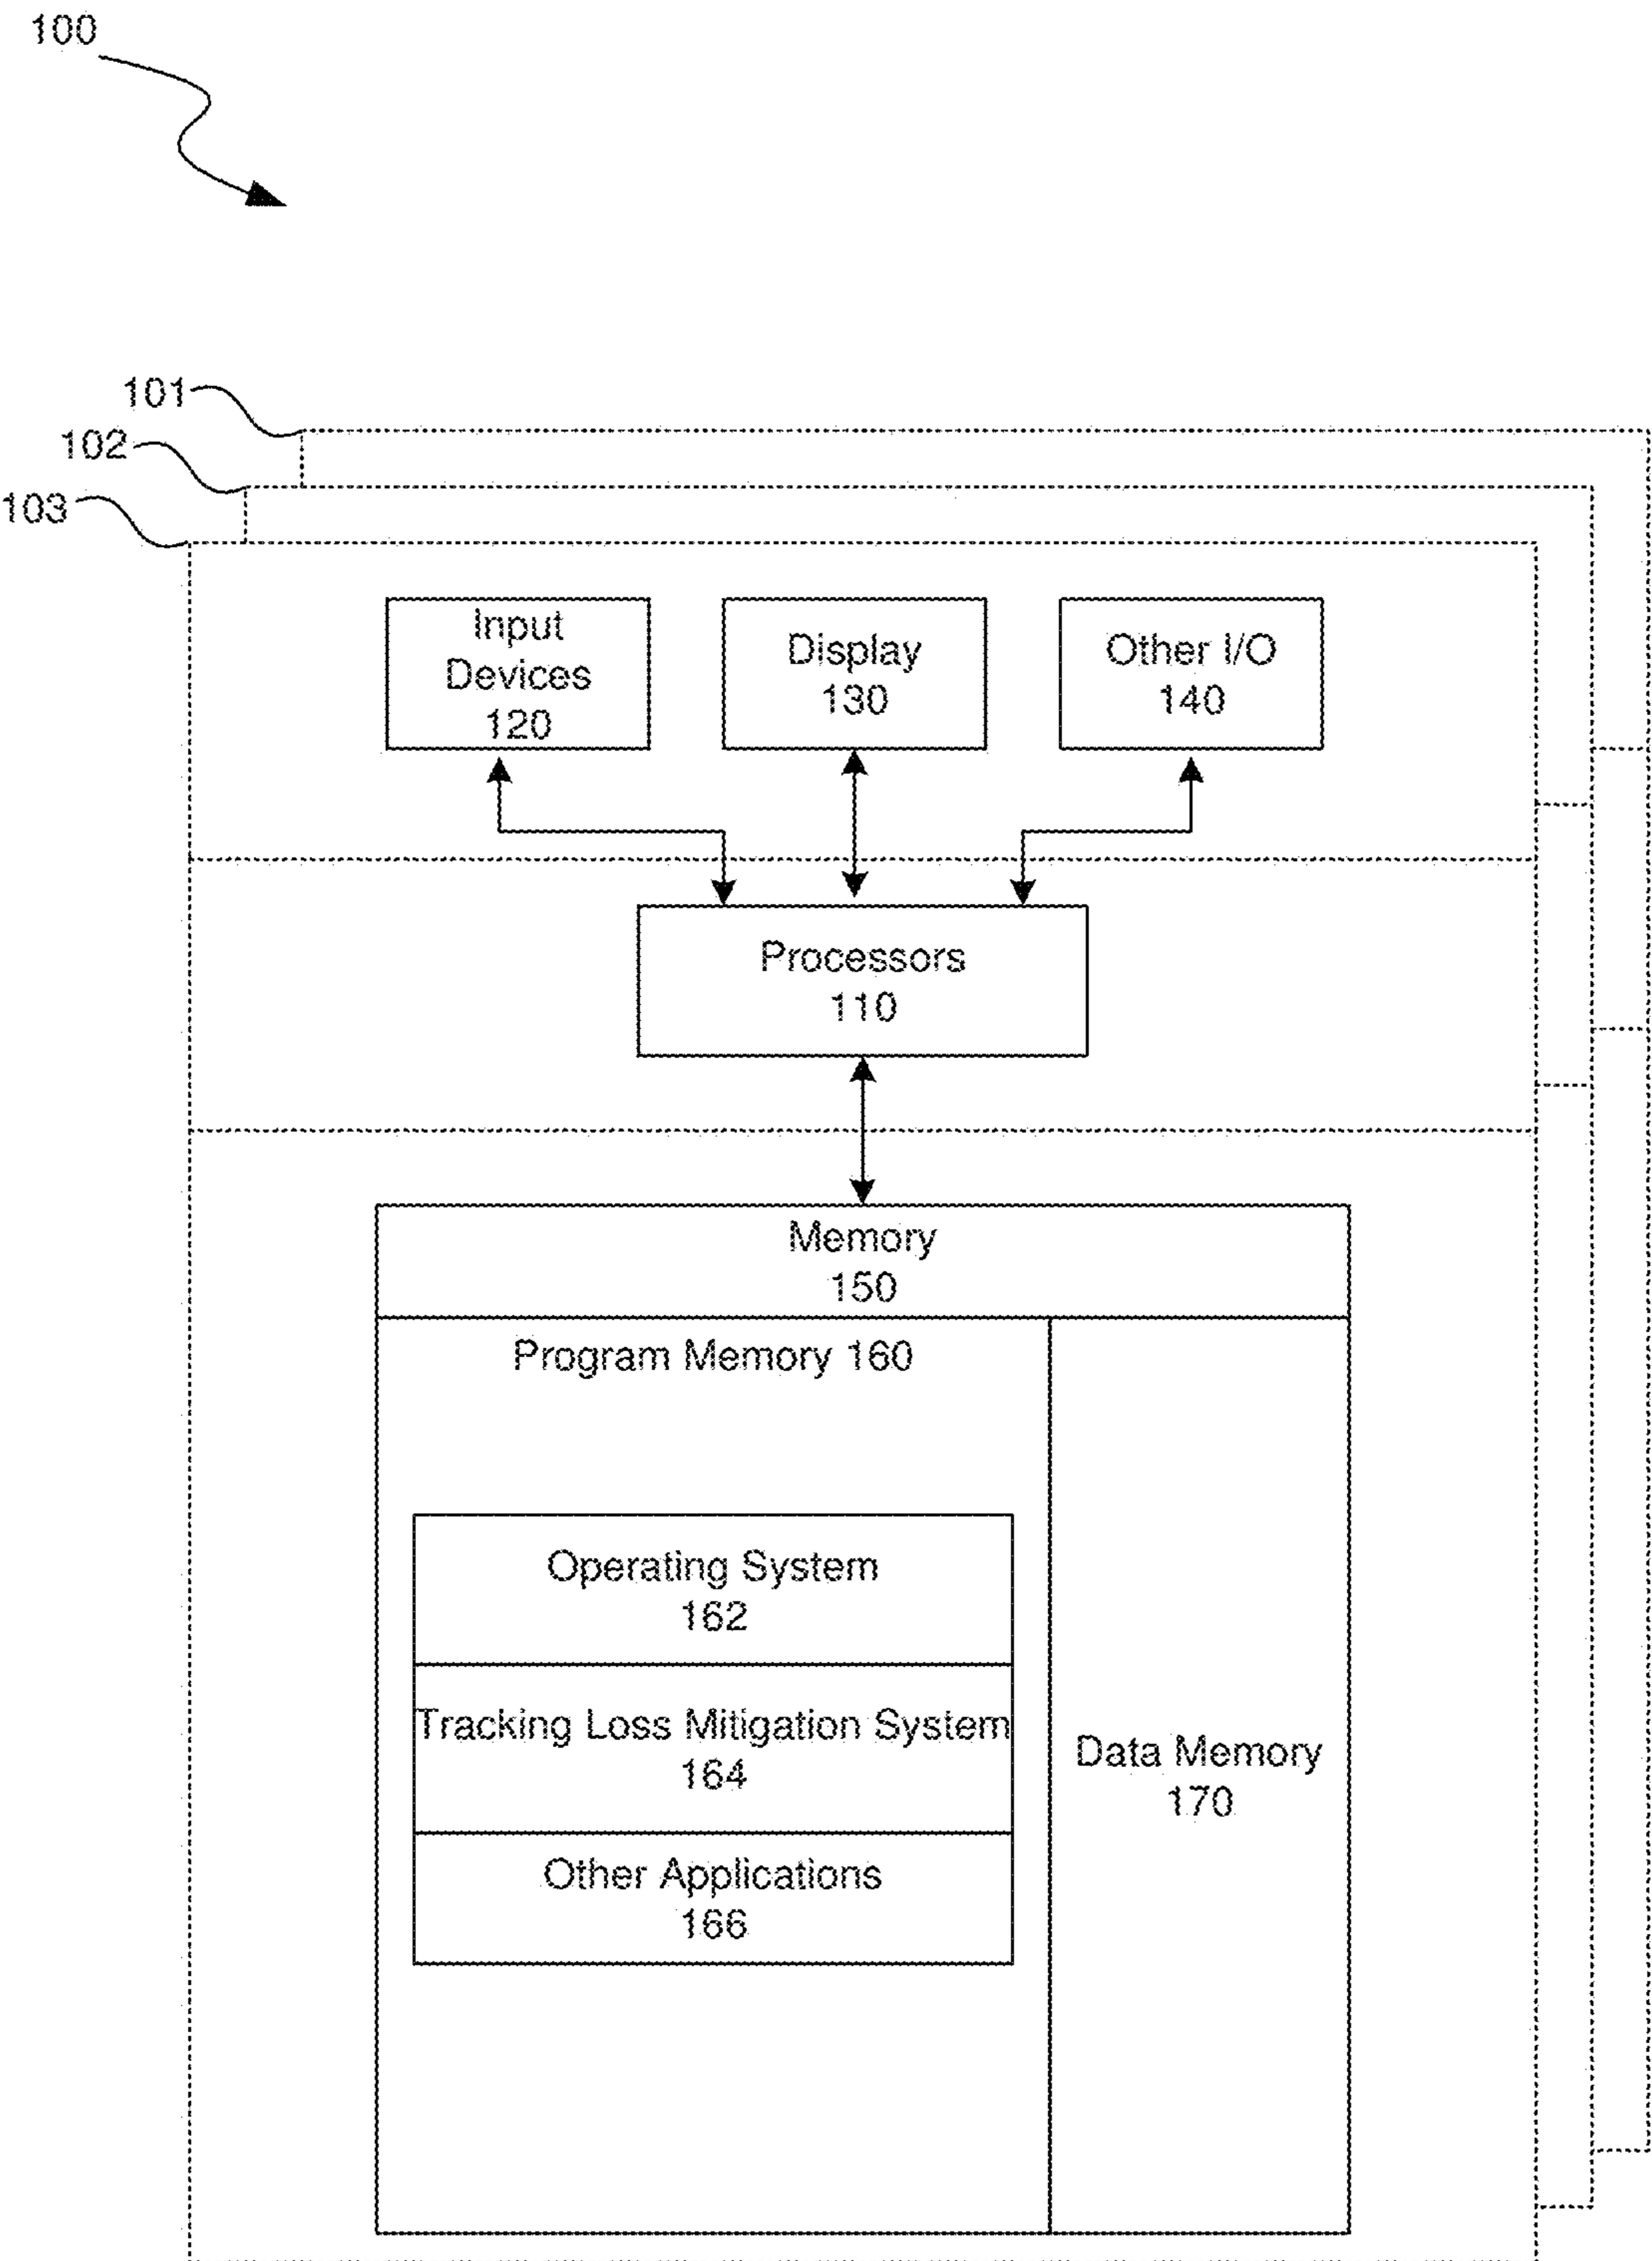 100
101
102
103
Input
Devices
120
Display
130
Other I/O
140
Processors
110
Memory
150
Program Memory 160
Operating System
162
Tracking Loss Mitigation System
164
Other Applications
166
Data Memory
170